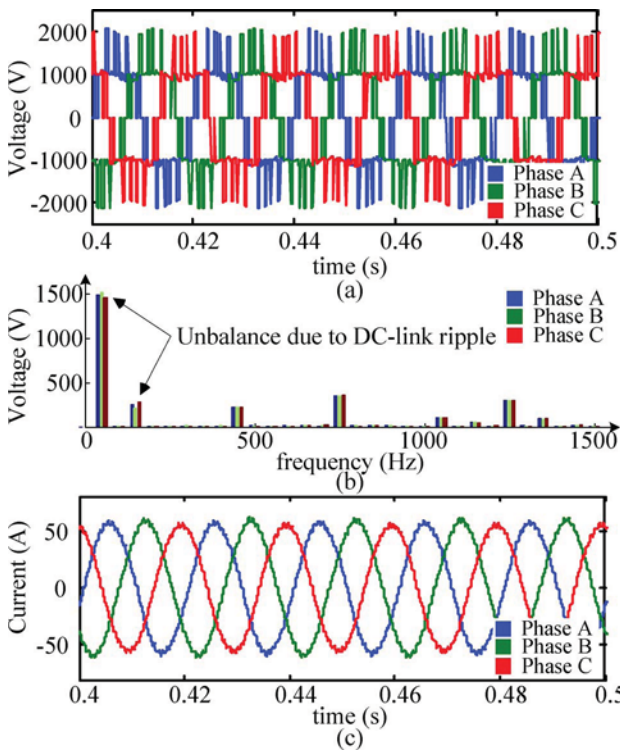 2000
1000
0
-1000
-2000
Voltage (V)
Phase A
Phase B
Phase C
0.4 0.42 0.44 0.46 0.48 0.5
time (s)
(a)
1500
1000
500
Voltage (V)
Unbalance due to DC-link ripple
Phase A
Phase B
Phase C
0 500 1000 1500
frequency (Hz)
(b)
50
0
-50
Current (A)
Phase A
Phase B
Phase C
0.4 0.42 0.44 0.46 0.48 0.5
time (s)
(c)